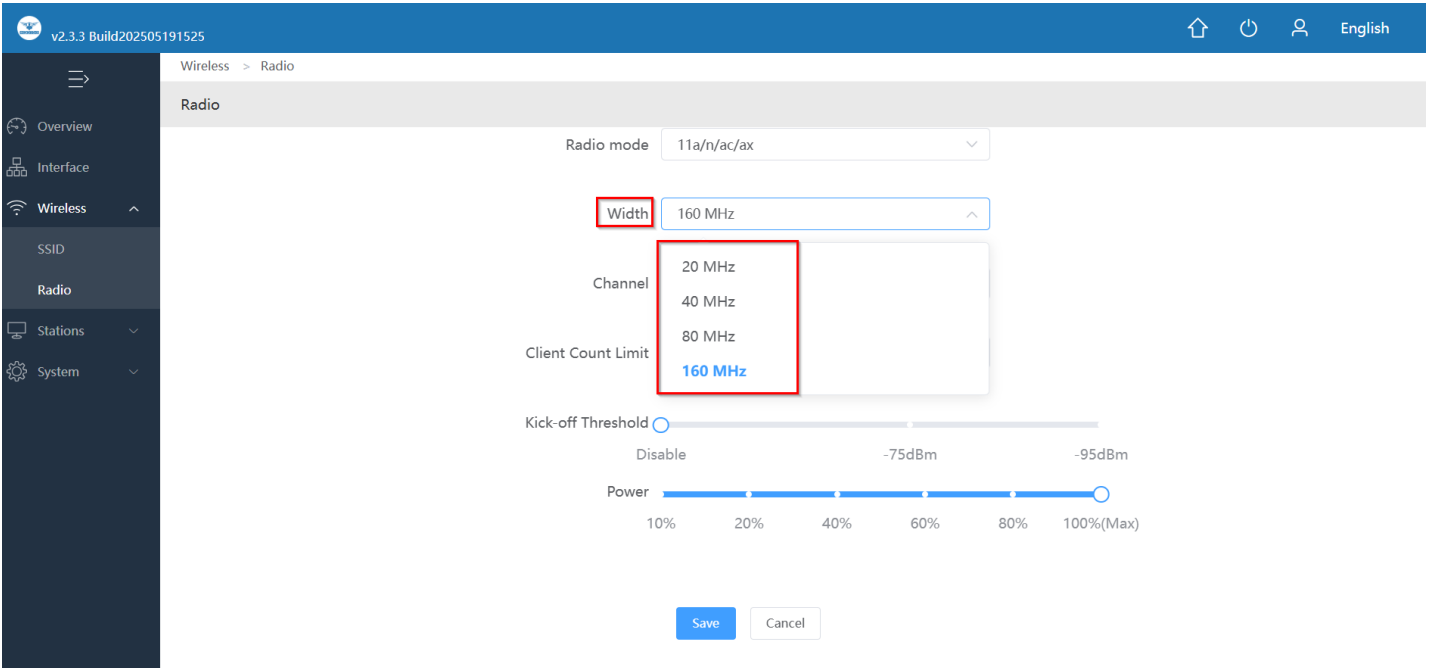 v2.3.3 Build202505191525
English
Wireless > Radio
Radio
Overview
Interface
Wireless
SSID
Radio
Stations
System
Radio mode 11a/n/ac/ax
Width 160 MHz
20 MHz
Channel
40 MHz
80 MHz
Client Count Limit
160 MHz
Kick-off Threshold
Disable -75dBm -95dBm
Power
10% 20% 40% 60% 80% 100%(Max)
Save Cancel